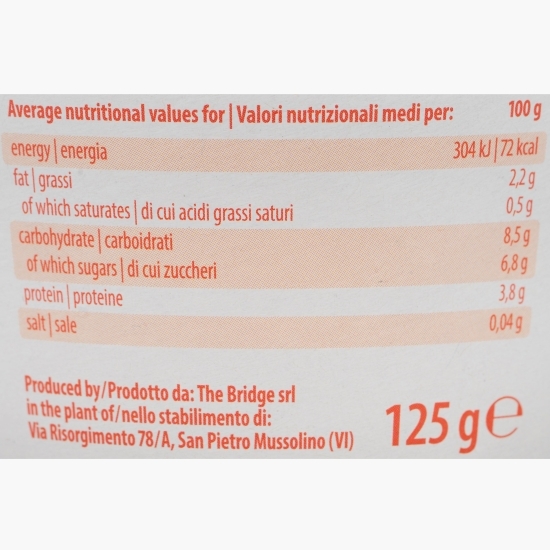 Average nutritional values for | Valori nutrizionali medi per: 100 g
energy | energia 304 kJ | 72 kcal
fat | grassi 2,2 g
of which saturates | di cui acidi grassi saturi 0,5 g
carbohydrate | carboidrati 8,5 g
of which sugars | di cui zuccheri 6,8 g
protein | proteine 3,8 g
salt | sale 0,04 g
Produced by/Prodotto da: The Bridge srl
in the plant of/nello stabilimento di:
Via Risorgimento 78/A, San Pietro Mussolino (VI)
125 g ℮